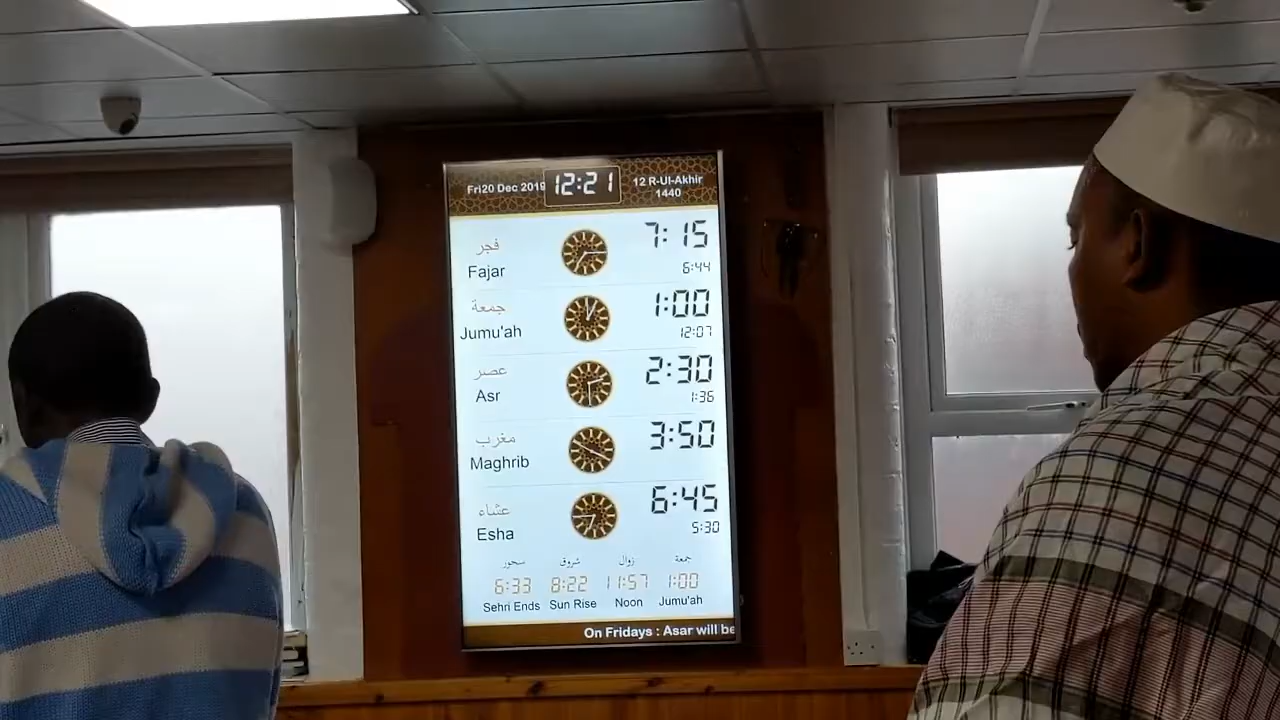 Fri20 Dec 2019
12:21
12 R-Ul-Akhir
1440
فجر
Fajar
7:15
6:44
جمعة
Jumu'ah
1:00
12:07
عصر
Asr
2:30
1:36
مغرب
Maghrib
3:50
عشاء
Esha
6:45
5:30
سحور شروق زوال جمعة
6:33 8:22 11:57 1:00
Sehri Ends Sun Rise Noon Jumu'ah
On Fridays : Asar will be